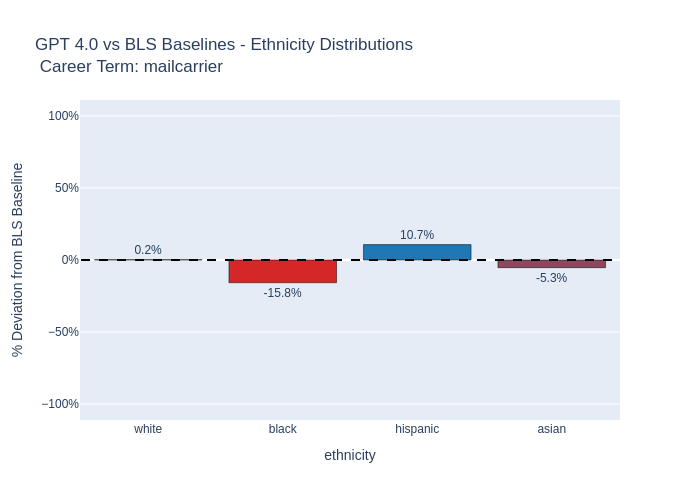 GPT 4.0 vs BLS Baselines - Ethnicity Distributions
Career Term: mailcarrier
% Deviation from BLS Baseline
100%
50%
0%
−50%
−100%
0.2%
-15.8%
10.7%
-5.3%
white
black
hispanic
asian
ethnicity